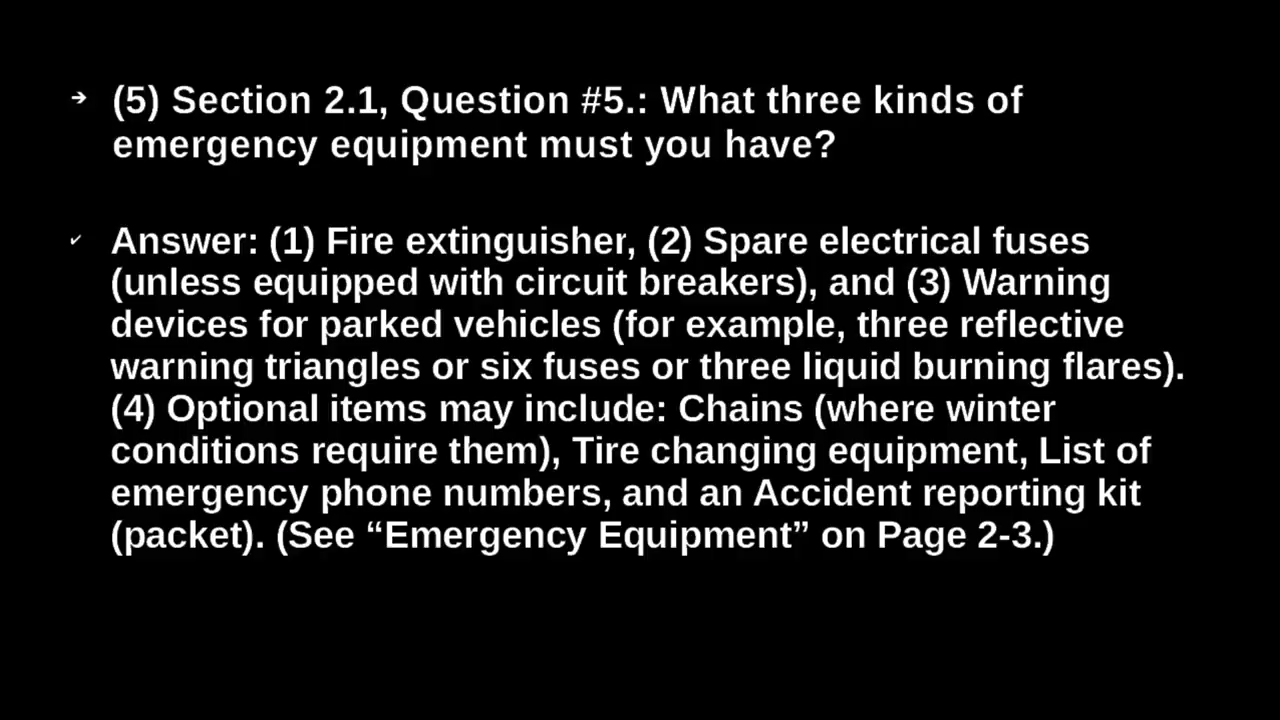 ➔ (5) Section 2.1, Question #5.: What three kinds of
emergency equipment must you have?
✔ Answer: (1) Fire extinguisher, (2) Spare electrical fuses
(unless equipped with circuit breakers), and (3) Warning
devices for parked vehicles (for example, three reflective
warning triangles or six fuses or three liquid burning flares).
(4) Optional items may include: Chains (where winter
conditions require them), Tire changing equipment, List of
emergency phone numbers, and an Accident reporting kit
(packet). (See “Emergency Equipment” on Page 2-3.)